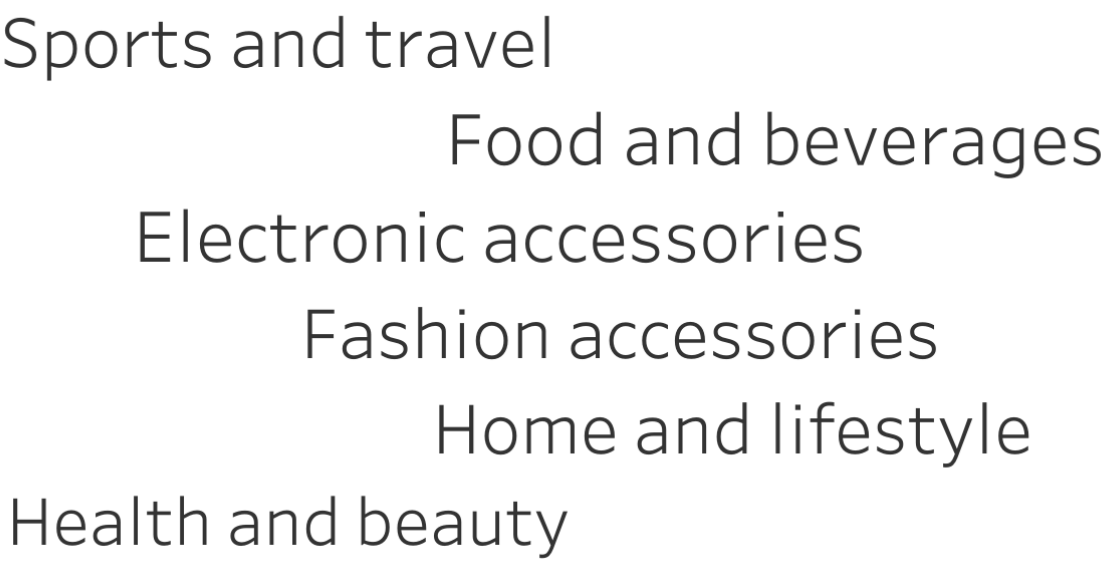 Sports and travel
Food and beverages
Electronic accessories
Fashion accessories
Home and lifestyle
Health and beauty